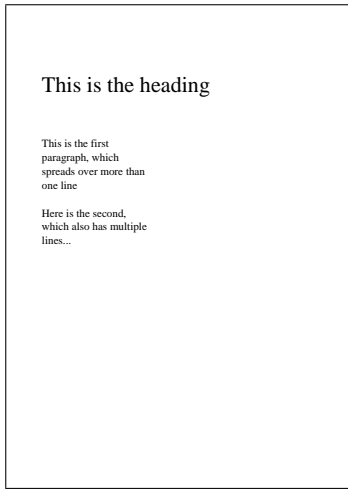 This is the heading
This is the first
paragraph, which
spreads over more than
one line
Here is the second,
which also has multiple
lines...